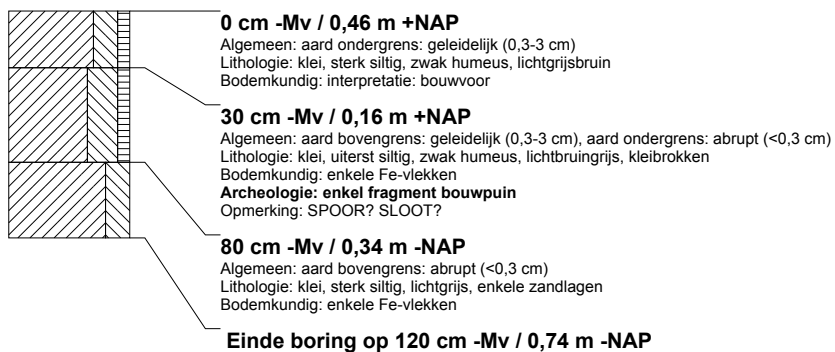 0 cm -Mv / 0,46 m +NAP
Algemeen: aard ondergrens: geleidelijk (0,3-3 cm)
Lithologie: klei, sterk siltig, zwak humeus, lichtgrijsbruin
Bodemkundig: interpretatie: bouwvoor
30 cm -Mv / 0,16 m +NAP
Algemeen: aard bovengrens: geleidelijk (0,3-3 cm), aard ondergrens: abrupt (<0,3 cm)
Lithologie: klei, uiterst siltig, zwak humeus, lichtbruingrijs, kleibrokken
Bodemkundig: enkele Fe-vlekken
Archeologie: enkel fragment bouwpuin
Opmerking: SPOOR? SLOOT?
80 cm -Mv / 0,34 m -NAP
Algemeen: aard bovengrens: abrupt (<0,3 cm)
Lithologie: klei, sterk siltig, lichtgrijs, enkele zandlagen
Bodemkundig: enkele Fe-vlekken
Einde boring op 120 cm -Mv / 0,74 m -NAP